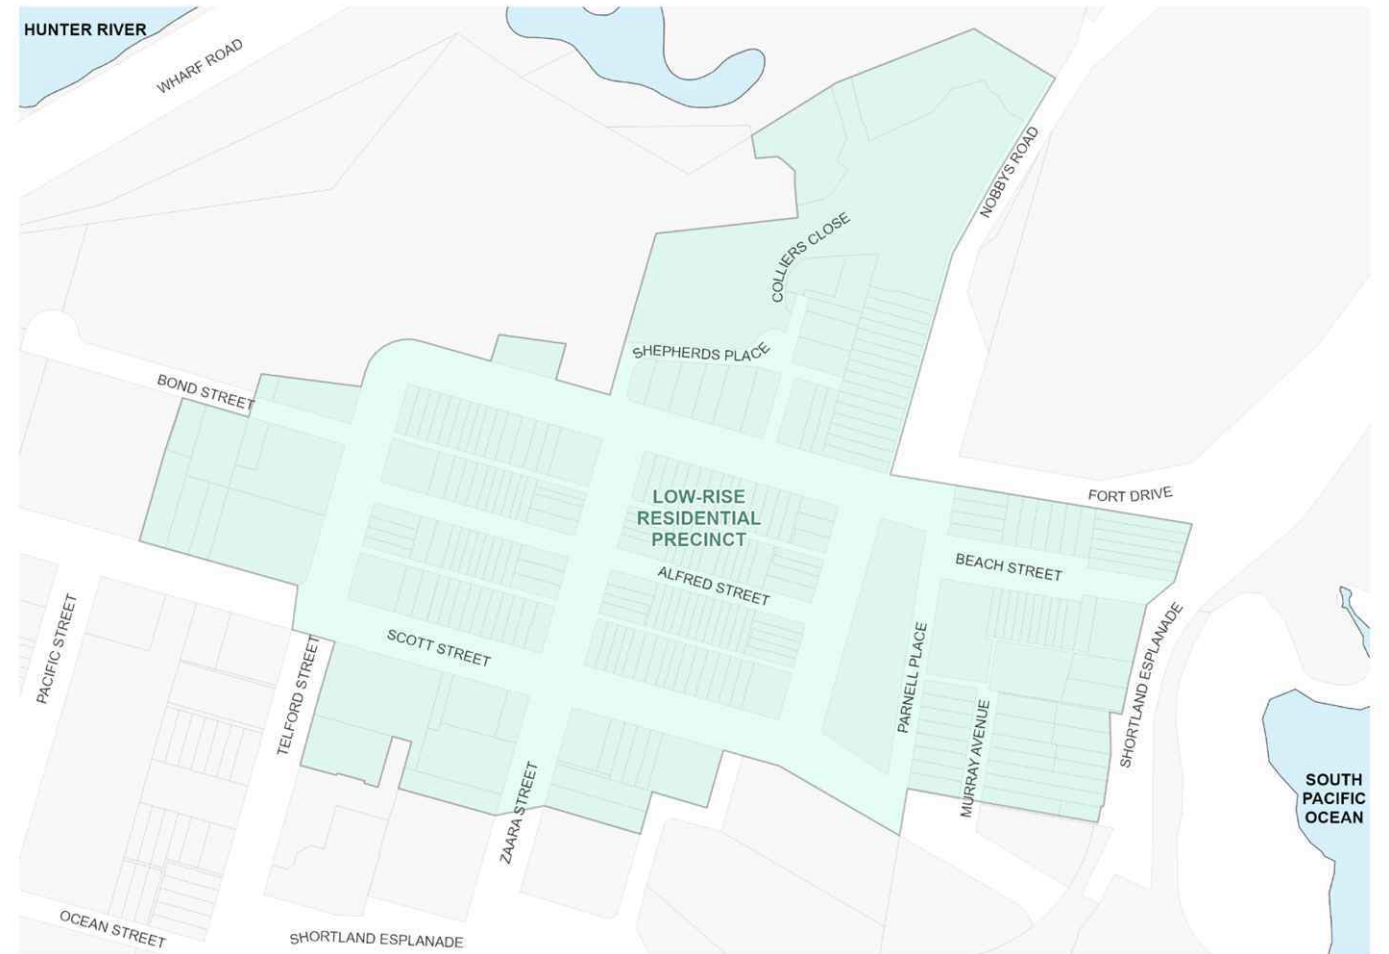 HUNTER RIVER
WHARF ROAD
NOBBYS ROAD
COLLIERS CLOSE
SHEPHERDS PLACE
BOND STREET
LOW-RISE
RESIDENTIAL
PRECINCT
FORT DRIVE
BEACH STREET
ALFRED STREET
PACIFIC STREET
SCOTT STREET
TELFORD STREET
PARNELL PLACE
SHORTLAND ESPLANADE
MURRAY AVENUE
ZAARA STREET
SOUTH
PACIFIC
OCEAN
OCEAN STREET
SHORTLAND ESPLANADE